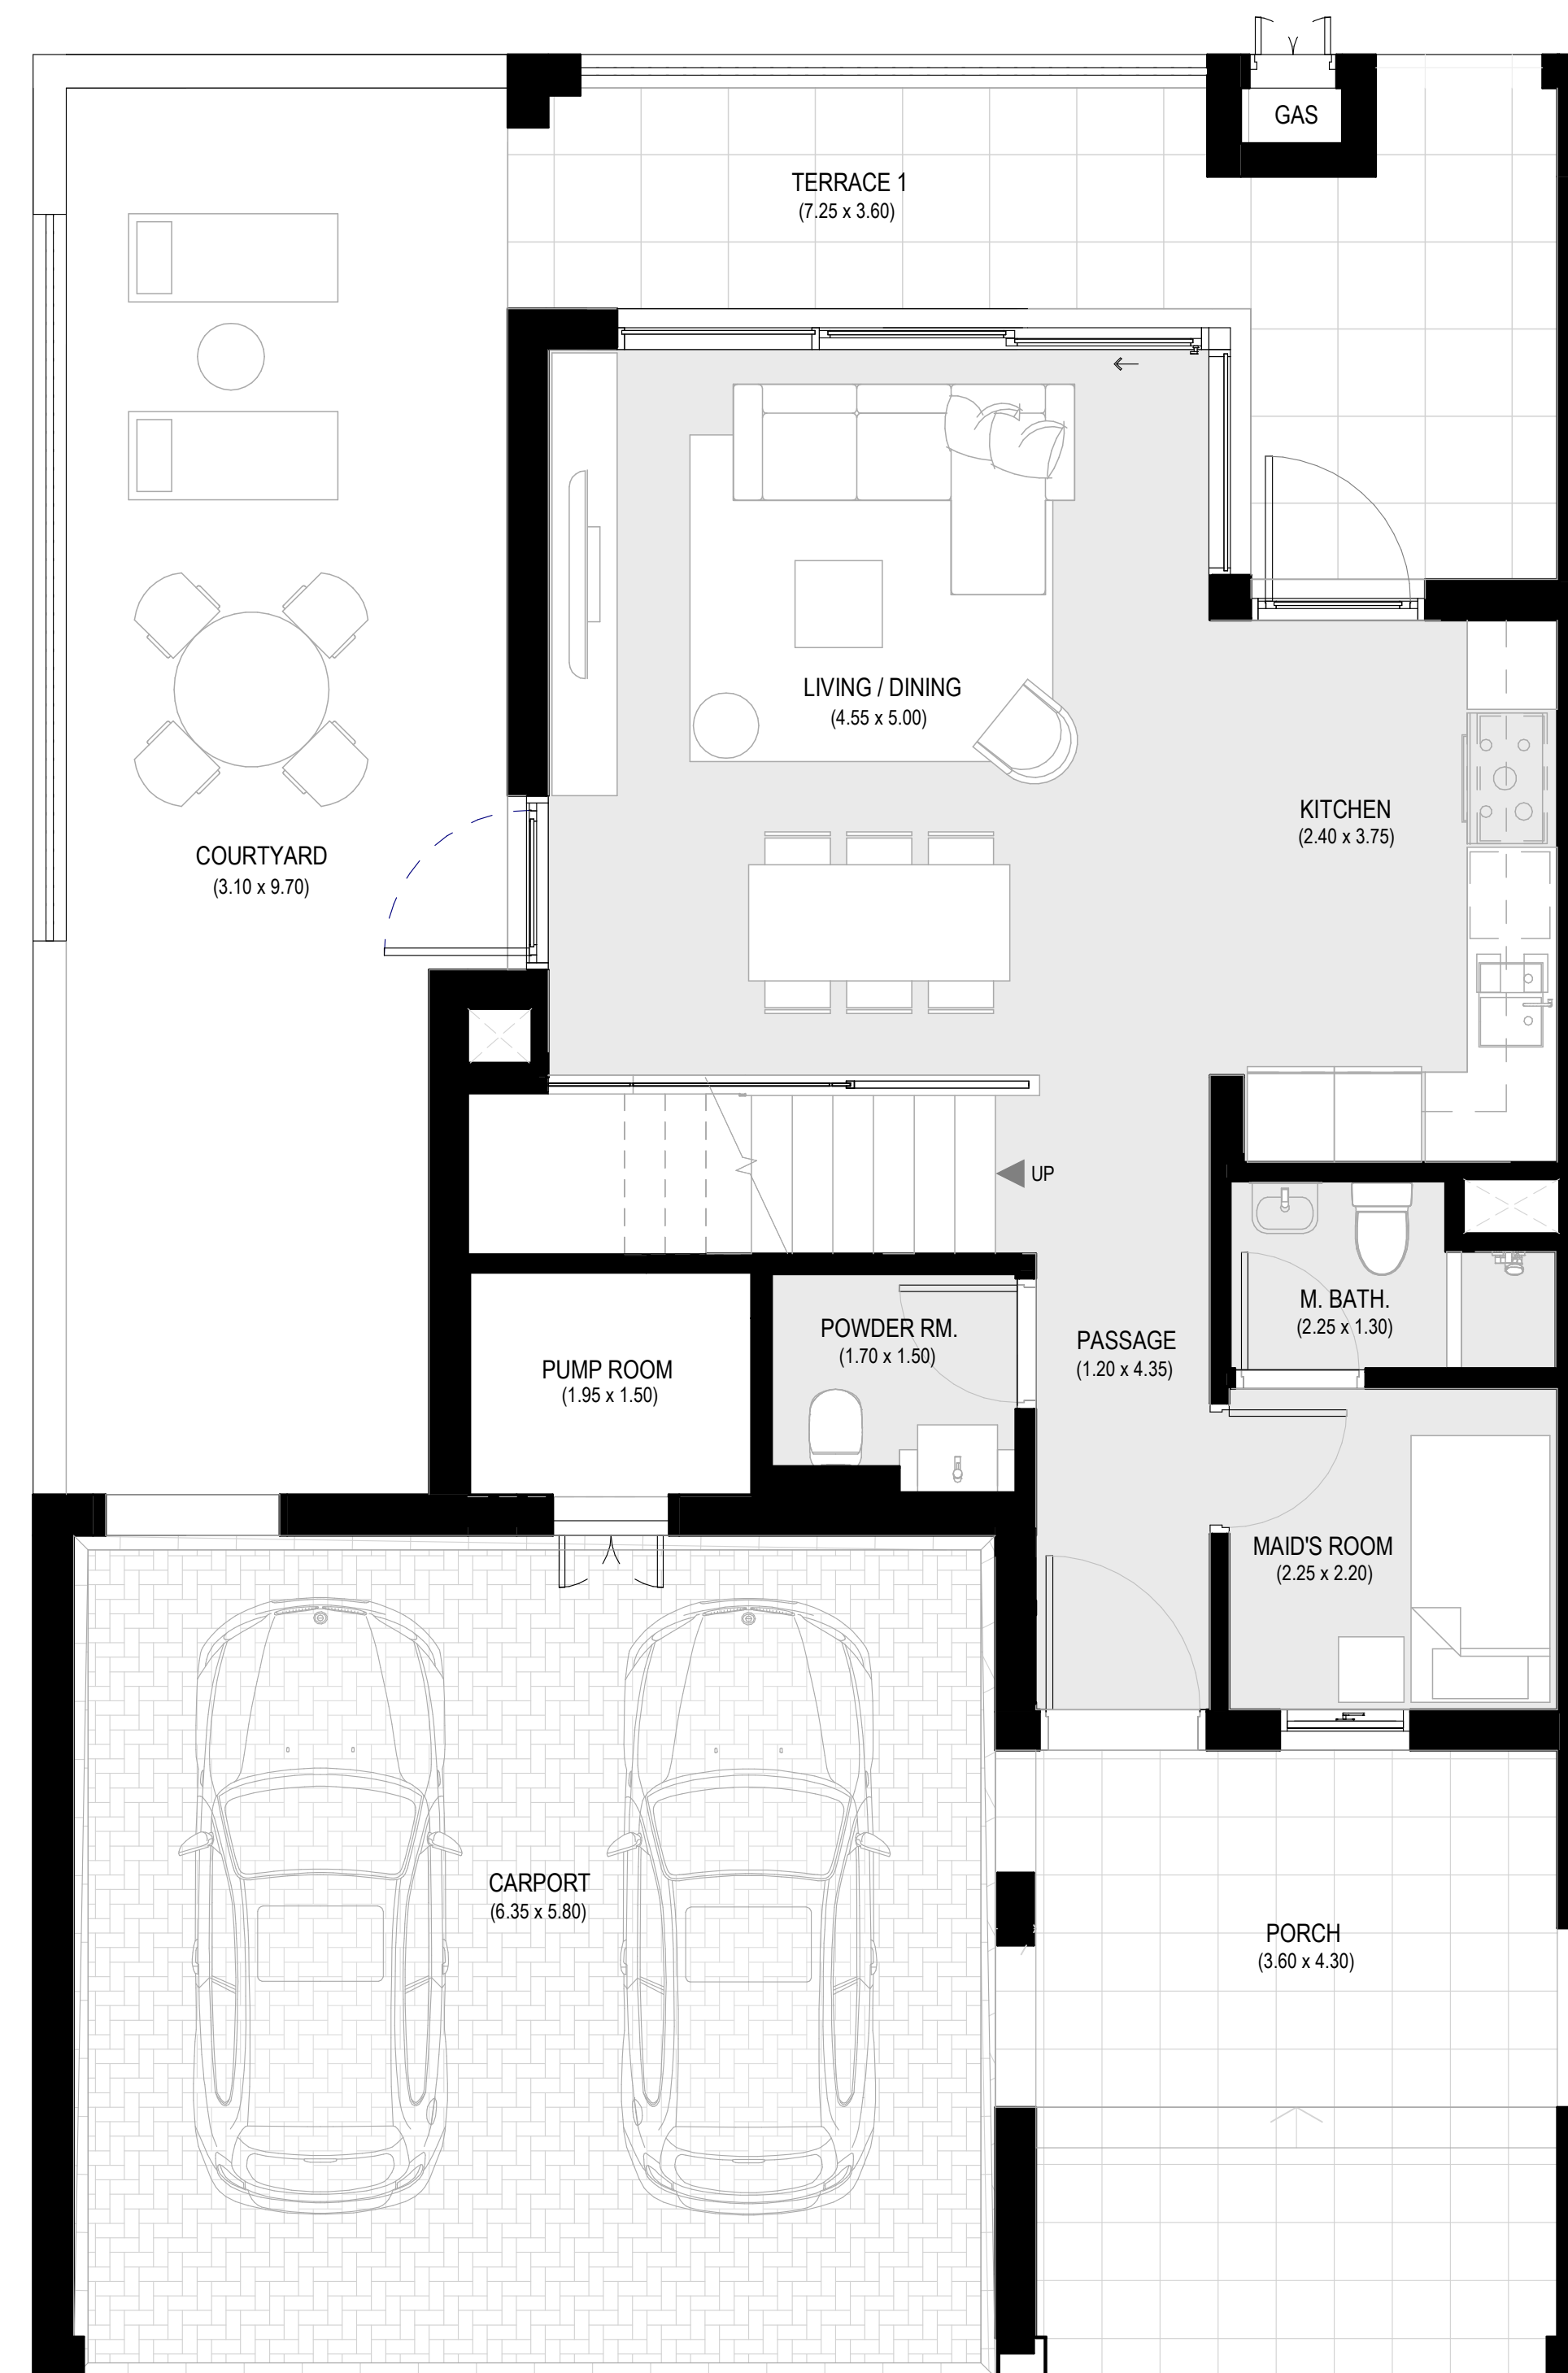 GAS
TERRACE 1
(7.25 x 3.60)
LIVING / DINING
(4.55 x 5.00)
KITCHEN
(2.40 x 3.75)
COURTYARD
(3.10 x 9.70)
UP
M. BATH.
(2.25 x 1.30)
POWDER RM.
(1.70 x 1.50)
PASSAGE
(1.20 x 4.35)
PUMP ROOM
(1.95 x 1.50)
MAID'S ROOM
(2.25 x 2.20)
CARPORT
(6.35 x 5.80)
PORCH
(3.60 x 4.30)